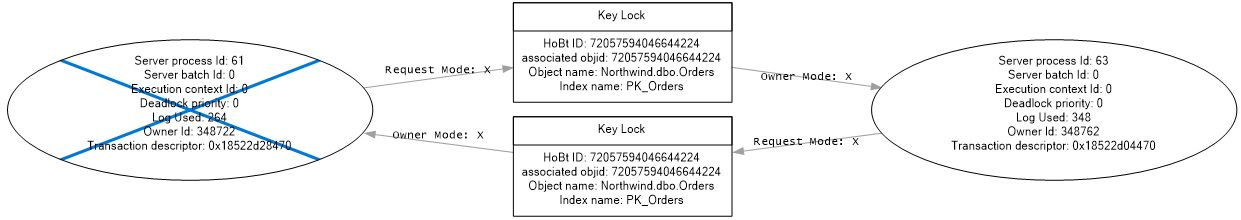 Server process Id: 61
Server batch Id: 0
Execution context Id: 0
Deadlock priority: 0
Log Used: 264
Owner Id: 348722
Transaction descriptor: 0x18522d28470
Request Mode: X
Owner Mode: X
Key Lock
HoBt ID: 72057594046644224
associated objid: 72057594046644224
Object name: Northwind.dbo.Orders
Index name: PK_Orders
Key Lock
HoBt ID: 72057594046644224
associated objid: 72057594046644224
Object name: Northwind.dbo.Orders
Index name: PK_Orders
Owner Mode: X
Request Mode: X
Server process Id: 63
Server batch Id: 0
Execution context Id: 0
Deadlock priority: 0
Log Used: 348
Owner Id: 348762
Transaction descriptor: 0x18522d04470